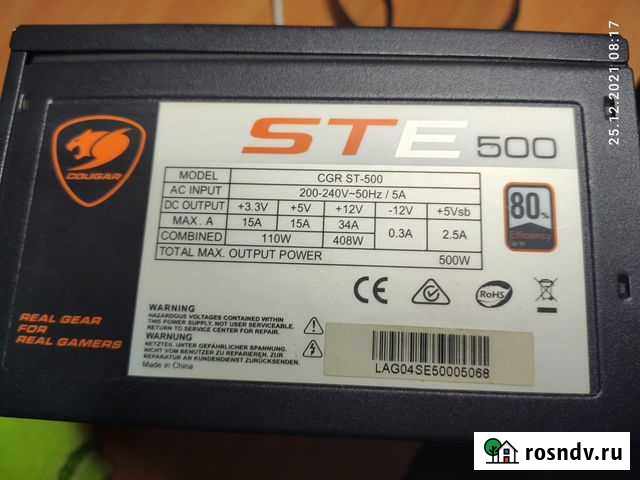 25.12.2021 08:17
COUGAR
STE 500
MODEL CGR ST-500
AC INPUT 200-240V~50Hz / 5A
DC OUTPUT +3.3V +5V +12V -12V +5Vsb
MAX. A 15A 15A 34A 0.3A 2.5A
COMBINED 110W 408W
TOTAL MAX. OUTPUT POWER 500W
80%
Efficiency
CE
RoHS
REAL GEAR
FOR
REAL GAMERS
WARNING
HAZARDOUS VOLTAGES CONTAINED WITHIN
THIS POWER SUPPLY, NOT USER SERVICEABLE.
RETURN TO SERVICE CENTER FOR REPAIR.
WARNUNG
NETZTEIL UNTER GEFÄHRLICHER SPANUNG.
NICHT VOM BENUTZER ZU REPARIEREN, ZUR
REPARATUR AN KUNDENDIENST ZURÜCKSENDEN.
Made in China
LAG04SE50005068
rosndv.ru